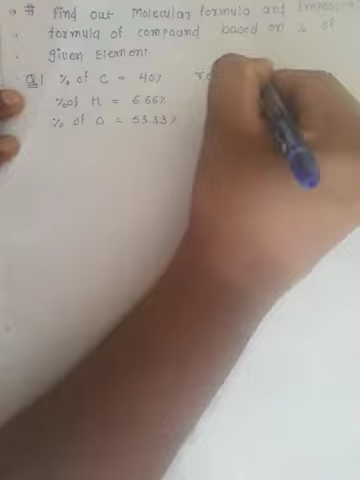 # Find out Molecular formula and
formula of compound based on % of
given Element
Q1 % of C = 40%
% of H = 6.66%
% of O = 53.33%